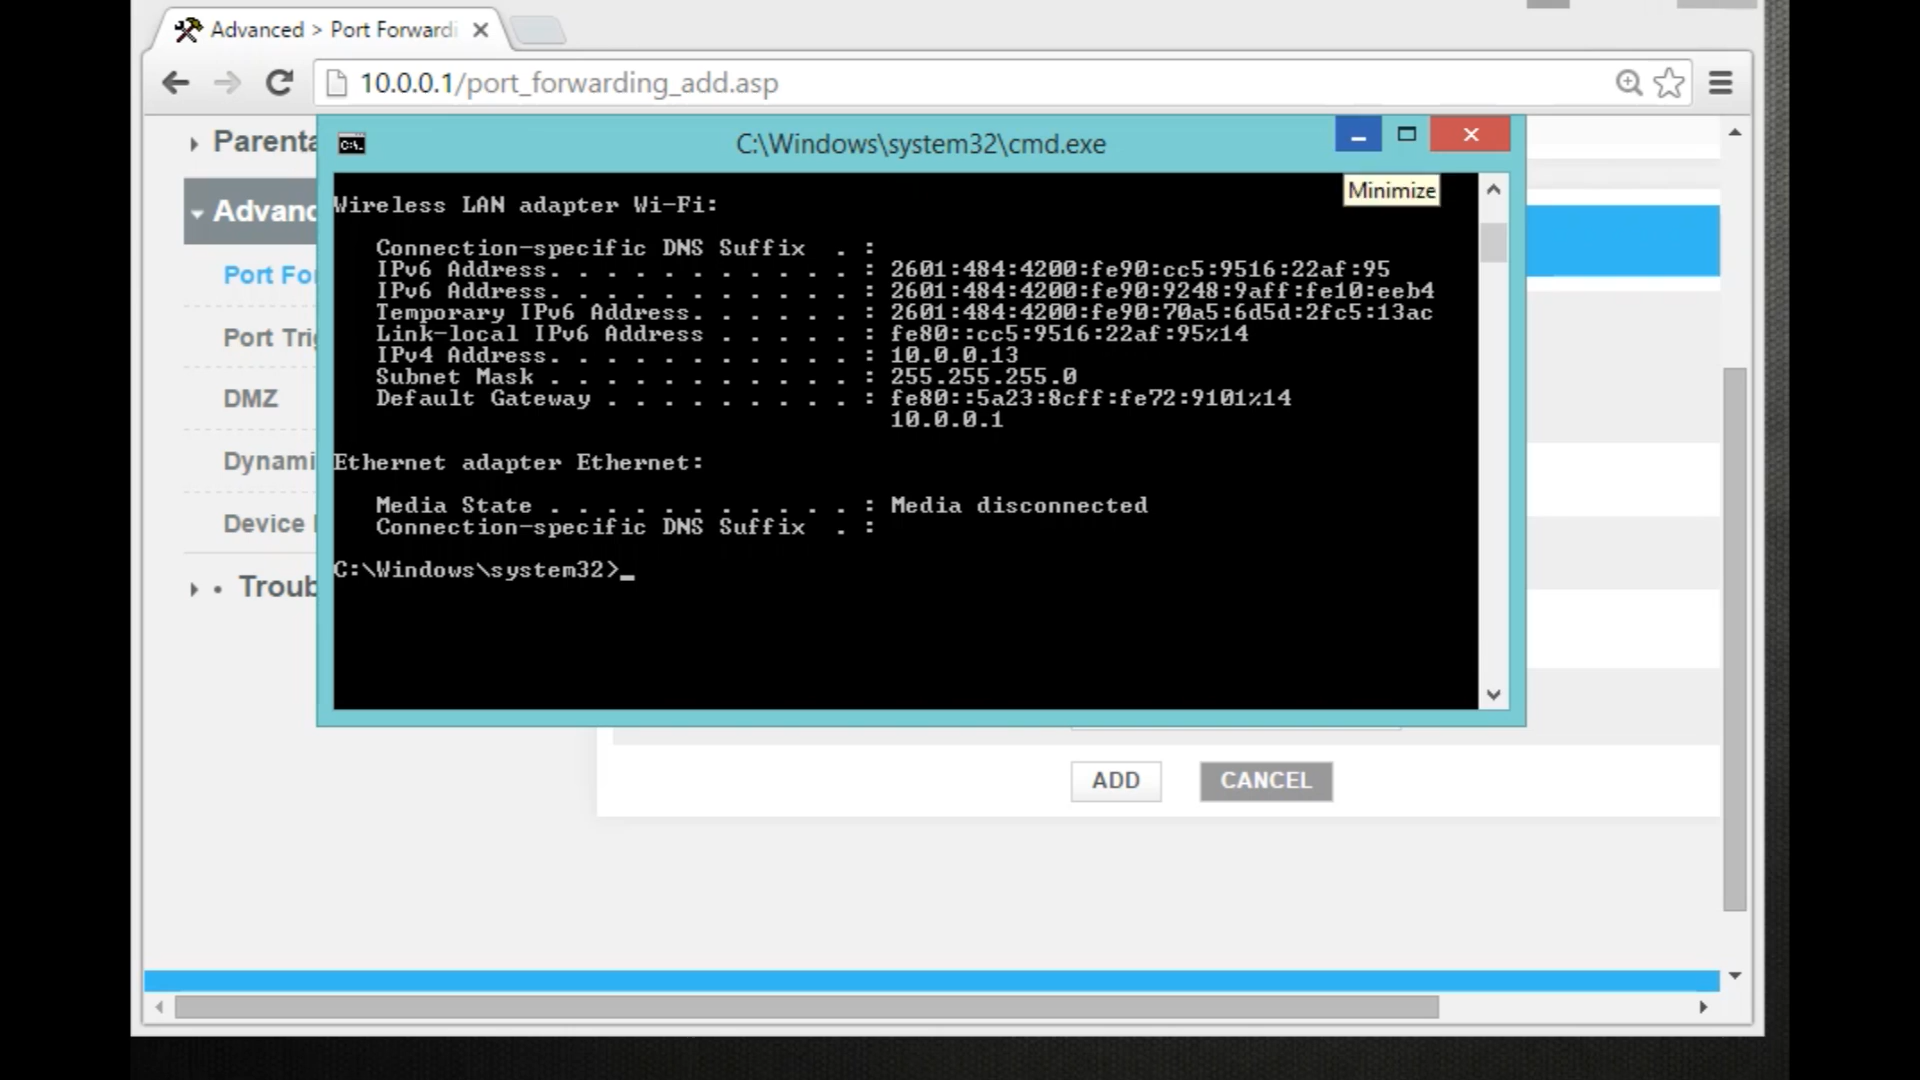 Advanced > Port Forwardi
10.0.0.1/port_forwarding_add.asp
Parenta
C:\Windows\system32\cmd.exe
Minimize
Advanc
Port Fo
Port Tri
DMZ
Dynami
Device
Troub
Wireless LAN adapter Wi-Fi:
Connection-specific DNS Suffix . :
IPv6 Address. . . . . . . . . . . : 2601:484:4200:fe90:cc5:9516:22af:95
IPv6 Address. . . . . . . . . . . : 2601:484:4200:fe90:9248:9aff:fe10:eeb4
Temporary IPv6 Address. . . . . . : 2601:484:4200:fe90:70a5:6d5d:2fc5:13ac
Link-local IPv6 Address . . . . . : fe80::cc5:9516:22af:95%14
IPv4 Address. . . . . . . . . . . : 10.0.0.13
Subnet Mask . . . . . . . . . . . : 255.255.255.0
Default Gateway . . . . . . . . . : fe80::5a23:8cff:fe72:9101%14
10.0.0.1
Ethernet adapter Ethernet:
Media State . . . . . . . . . . . : Media disconnected
Connection-specific DNS Suffix . :
C:\Windows\system32>_
ADD
CANCEL